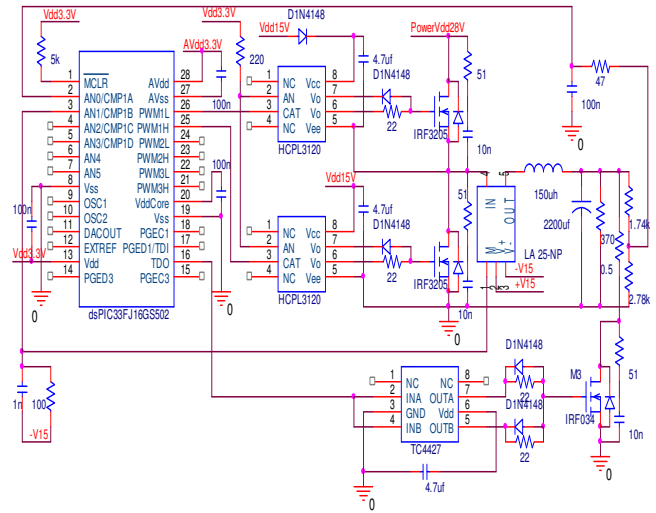 Vdd3.3V
5k
AVdd3.3V
100n
Vdd3.3V
220
D1N4148
Vdd15V
4.7uf
D1N4148
22
PowerVdd28V
51
IRF3205
10n
47
100n
0
1 MCLR
2 AN0/CMP1A
3 AN1/CMP1B
4 AN2/CMP1C
5 AN3/CMP1D
6 AN4
7 AN5
8 Vss
9 OSC1
10 OSC2
11 DACOUT
12 EXTREF
13 Vdd
14 PGED3
AVdd 28
AVss 27
PWM1L 26
PWM1H 25
PWM2L 24
PWM2H 23
PWM3L 22
PWM3H 21
VddCore 20
Vss 19
PGEC1 18
PGED1/TDI 17
TDO 16
PGEC3 15
dsPIC33FJ16GS502
100n
Vdd3.3V
0
100n
0
1 NC Vcc 8
2 AN Vo 7
3 CAT Vo 6
4 NC Vee 5
HCPL3120
Vdd15V
4.7uf
D1N4148
22
1 NC Vcc 8
2 AN Vo 7
3 CAT Vo 6
4 NC Vee 5
HCPL3120
IRF3205
51
10n
0
4 5
IN OUT
M V+ V-
1 2 3
LA 25-NP
-V15
+V15
150uh
2200uf
370
0.5
1.74k
2.78k
1n
100
-V15
1 NC NC 8
2 INA OUTA 7
3 GND Vdd 6
4 INB OUTB 5
TC4427
4.7uf
0
D1N4148
22
D1N4148
22
M3
IRF034
51
10n
0